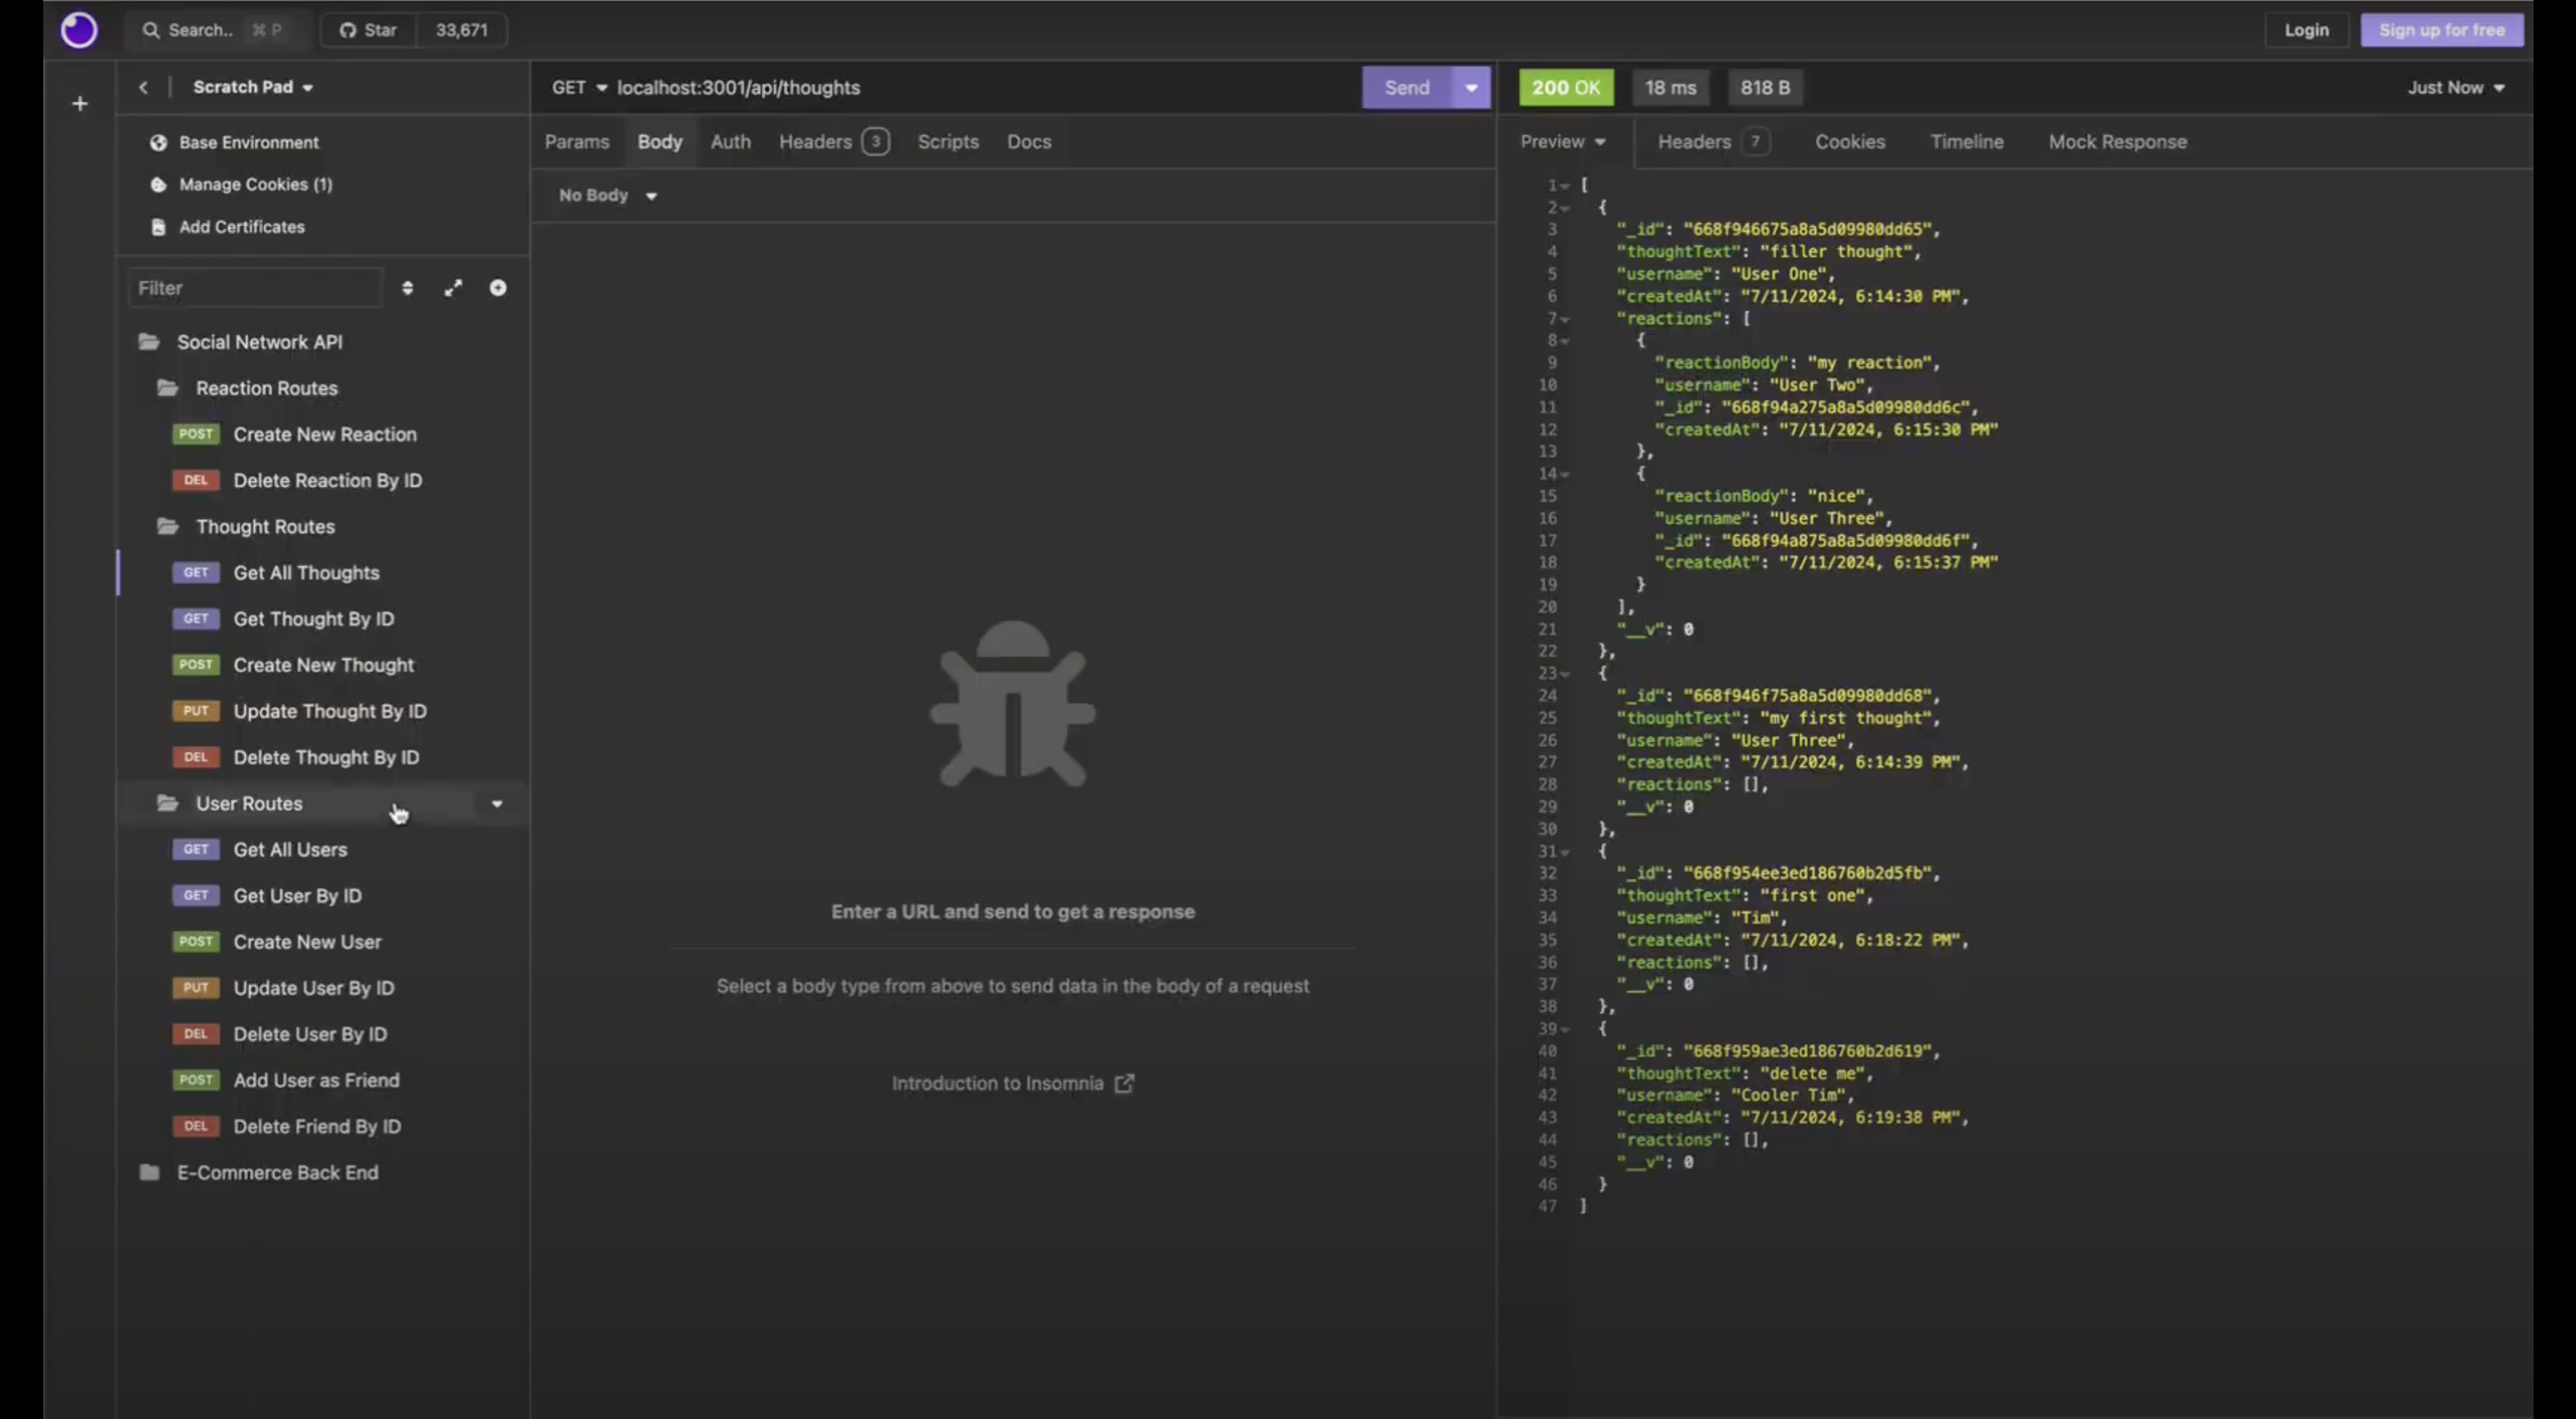 Search.. ⌘ P
Star 33,671
Login
Sign up for free
Scratch Pad
Base Environment
Manage Cookies (1)
Add Certificates
Filter
Social Network API
Reaction Routes
POST Create New Reaction
DEL Delete Reaction By ID
Thought Routes
GET Get All Thoughts
GET Get Thought By ID
POST Create New Thought
PUT Update Thought By ID
DEL Delete Thought By ID
User Routes
GET Get All Users
GET Get User By ID
POST Create New User
PUT Update User By ID
DEL Delete User By ID
POST Add User as Friend
DEL Delete Friend By ID
E-Commerce Back End
GET localhost:3001/api/thoughts
Send
Params Body Auth Headers 3 Scripts Docs
No Body
Enter a URL and send to get a response
Select a body type from above to send data in the body of a request
Introduction to Insomnia
200 OK 18 ms 818 B Just Now
Preview Headers 7 Cookies Timeline Mock Response
1 [
2 {
3 "_id": "668f946675a8a5d09980dd65",
4 "thoughtText": "filler thought",
5 "username": "User One",
6 "createdAt": "7/11/2024, 6:14:30 PM",
7 "reactions": [
8 {
9 "reactionBody": "my reaction",
10 "username": "User Two",
11 "_id": "668f94a275a8a5d09980dd6c",
12 "createdAt": "7/11/2024, 6:15:30 PM"
13 },
14 {
15 "reactionBody": "nice",
16 "username": "User Three",
17 "_id": "668f94a875a8a5d09980dd6f",
18 "createdAt": "7/11/2024, 6:15:37 PM"
19 }
20 ],
21 "__v": 0
22 },
23 {
24 "_id": "668f946f75a8a5d09980dd68",
25 "thoughtText": "my first thought",
26 "username": "User Three",
27 "createdAt": "7/11/2024, 6:14:39 PM",
28 "reactions": [],
29 "__v": 0
30 },
31 {
32 "_id": "668f954ee3ed186760b2d5fb",
33 "thoughtText": "first one",
34 "username": "Tim",
35 "createdAt": "7/11/2024, 6:18:22 PM",
36 "reactions": [],
37 "__v": 0
38 },
39 {
40 "_id": "668f959ae3ed186760b2d619",
41 "thoughtText": "delete me",
42 "username": "Cooler Tim",
43 "createdAt": "7/11/2024, 6:19:38 PM",
44 "reactions": [],
45 "__v": 0
46 }
47 ]